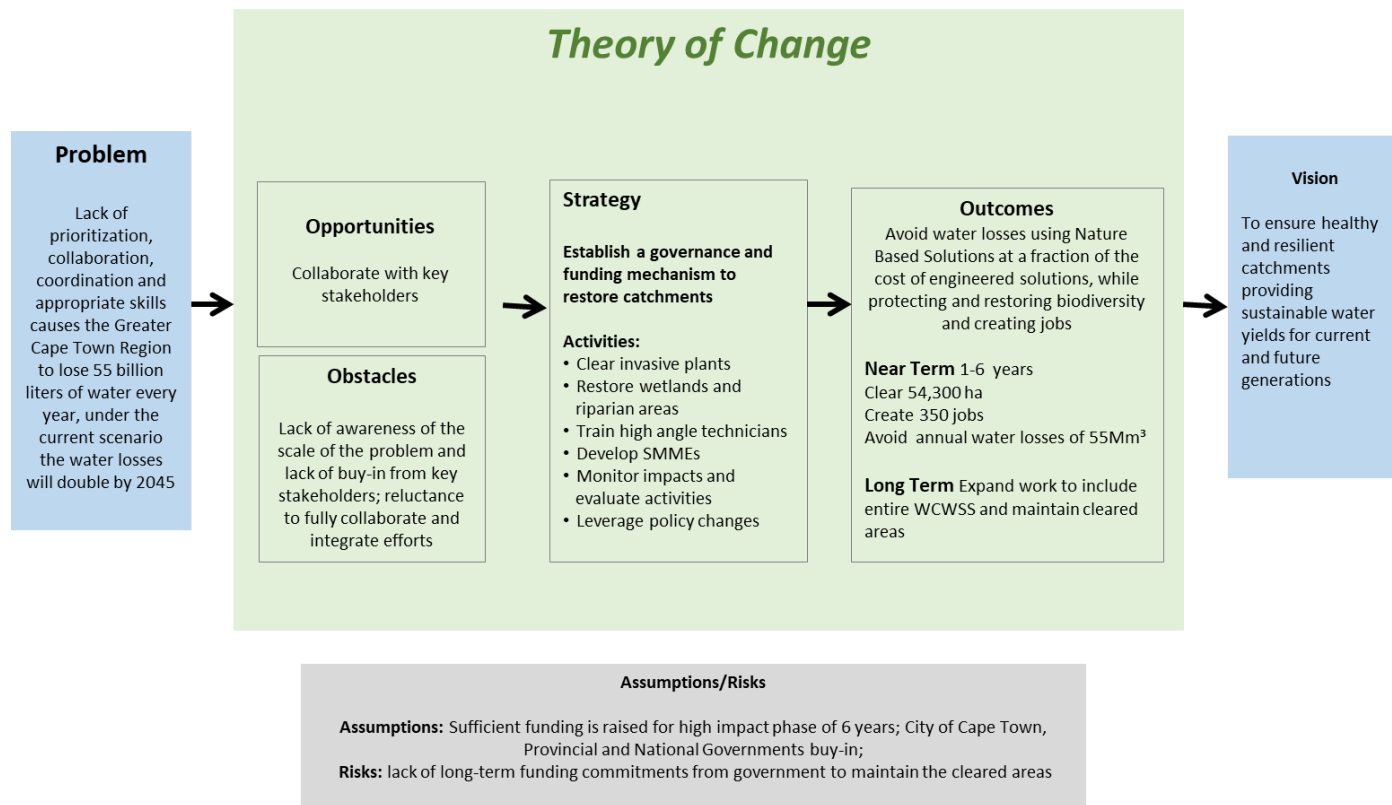 Theory of Change
Problem
Lack of
prioritization,
collaboration,
coordination and
appropriate skills
causes the Greater
Cape Town Region
to lose 55 billion
liters of water every
year, under the
current scenario
the water losses
will double by 2045
Opportunities
Collaborate with key
stakeholders
Obstacles
Lack of awareness of the
scale of the problem and
lack of buy-in from key
stakeholders; reluctance
to fully collaborate and
integrate efforts
Strategy
Establish a governance and
funding mechanism to
restore catchments
Activities:
• Clear invasive plants
• Restore wetlands and
riparian areas
• Train high angle technicians
• Develop SMMEs
• Monitor impacts and
evaluate activities
• Leverage policy changes
Outcomes
Avoid water losses using Nature
Based Solutions at a fraction of the
cost of engineered solutions, while
protecting and restoring biodiversity
and creating jobs
Near Term 1-6 years
Clear 54,300 ha
Create 350 jobs
Avoid annual water losses of 55Mm³
Long Term Expand work to include
entire WCWSS and maintain cleared
areas
Vision
To ensure healthy
and resilient
catchments
providing
sustainable water
yields for current
and future
generations
Assumptions/Risks
Assumptions: Sufficient funding is raised for high impact phase of 6 years; City of Cape Town,
Provincial and National Governments buy-in;
Risks: lack of long-term funding commitments from government to maintain the cleared areas